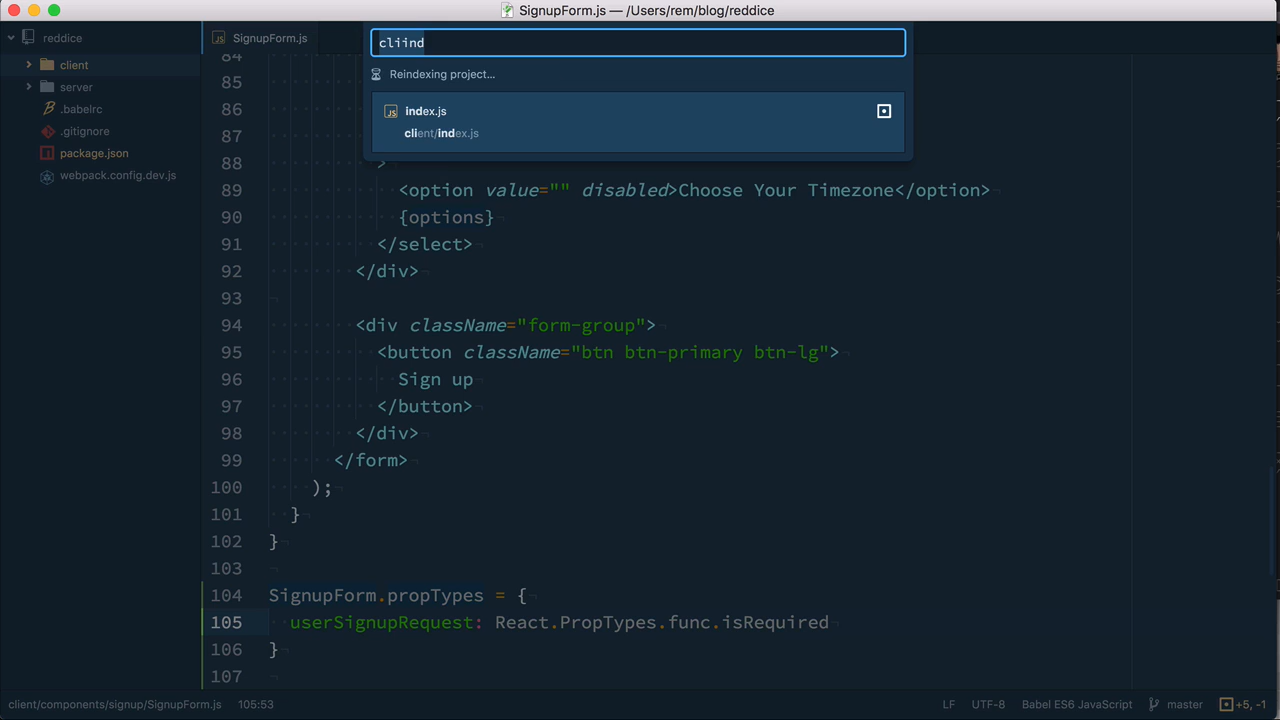 SignupForm.js — /Users/rem/blog/reddice
reddice
client
server
.babelrc
.gitignore
package.json
webpack.config.dev.js
SignupForm.js
cliind
Reindexing project...
index.js
client/index.js
84
85
86
87
88 >
89 <option value="" disabled>Choose Your Timezone</option>
90 {options}
91 </select>
92 </div>
93
94 <div className="form-group">
95 <button className="btn btn-primary btn-lg">
96 Sign up
97 </button>
98 </div>
99 </form>
100 );
101 }
102 }
103
104 SignupForm.propTypes = {
105 userSignupRequest: React.PropTypes.func.isRequired
106 }
107
client/components/signup/SignupForm.js 105:53 LF UTF-8 Babel ES6 JavaScript master +5, -1